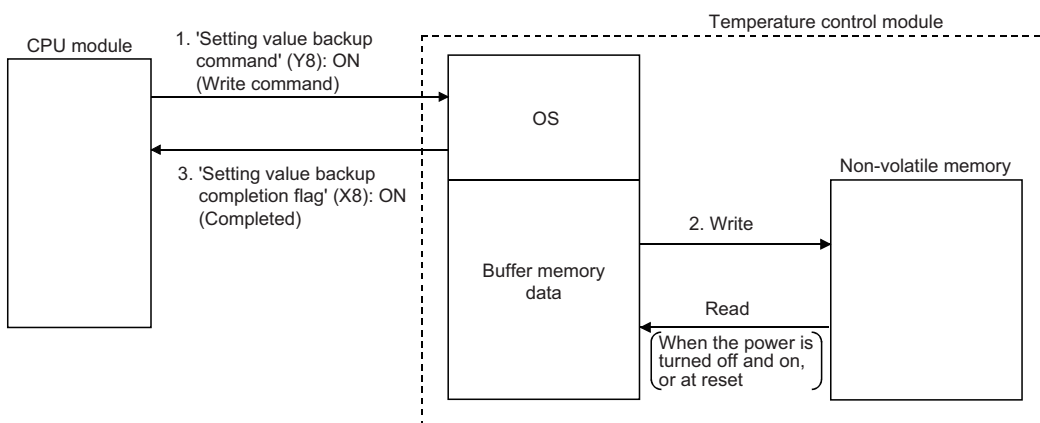 Temperature control module
CPU module
1. 'Setting value backup
command' (Y8): ON
(Write command)
OS
3. 'Setting value backup
completion flag' (X8): ON
(Completed)
Non-volatile memory
2. Write
Buffer memory
data
Read
When the power is
turned off and on,
or at reset